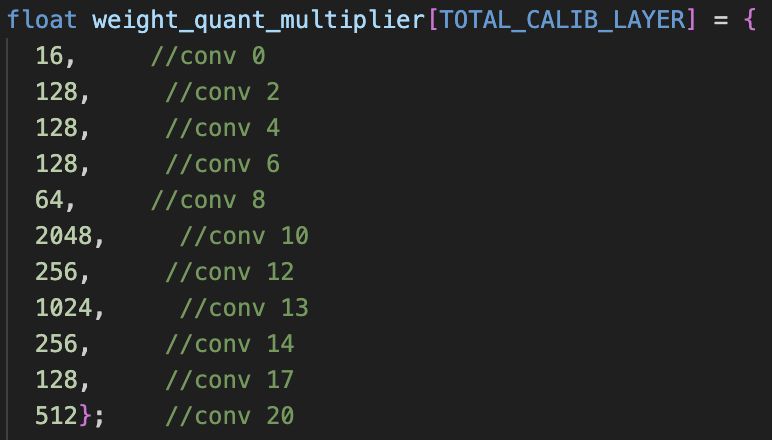 float weight_quant_multiplier[TOTAL_CALIB_LAYER] = {
16, //conv 0
128, //conv 2
128, //conv 4
128, //conv 6
64, //conv 8
2048, //conv 10
256, //conv 12
1024, //conv 13
256, //conv 14
128, //conv 17
512}; //conv 20